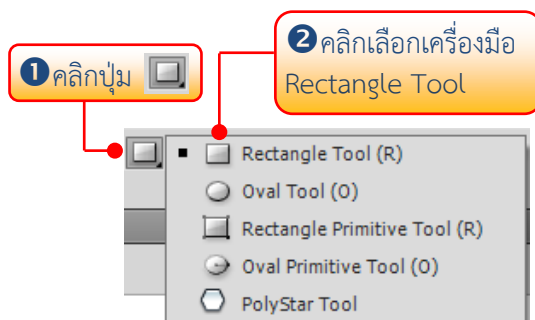 ❶คลิกปุ่ม
❷คลิกเลือกเครื่องมือ
Rectangle Tool
Rectangle Tool (R)
Oval Tool (O)
Rectangle Primitive Tool (R)
Oval Primitive Tool (O)
PolyStar Tool